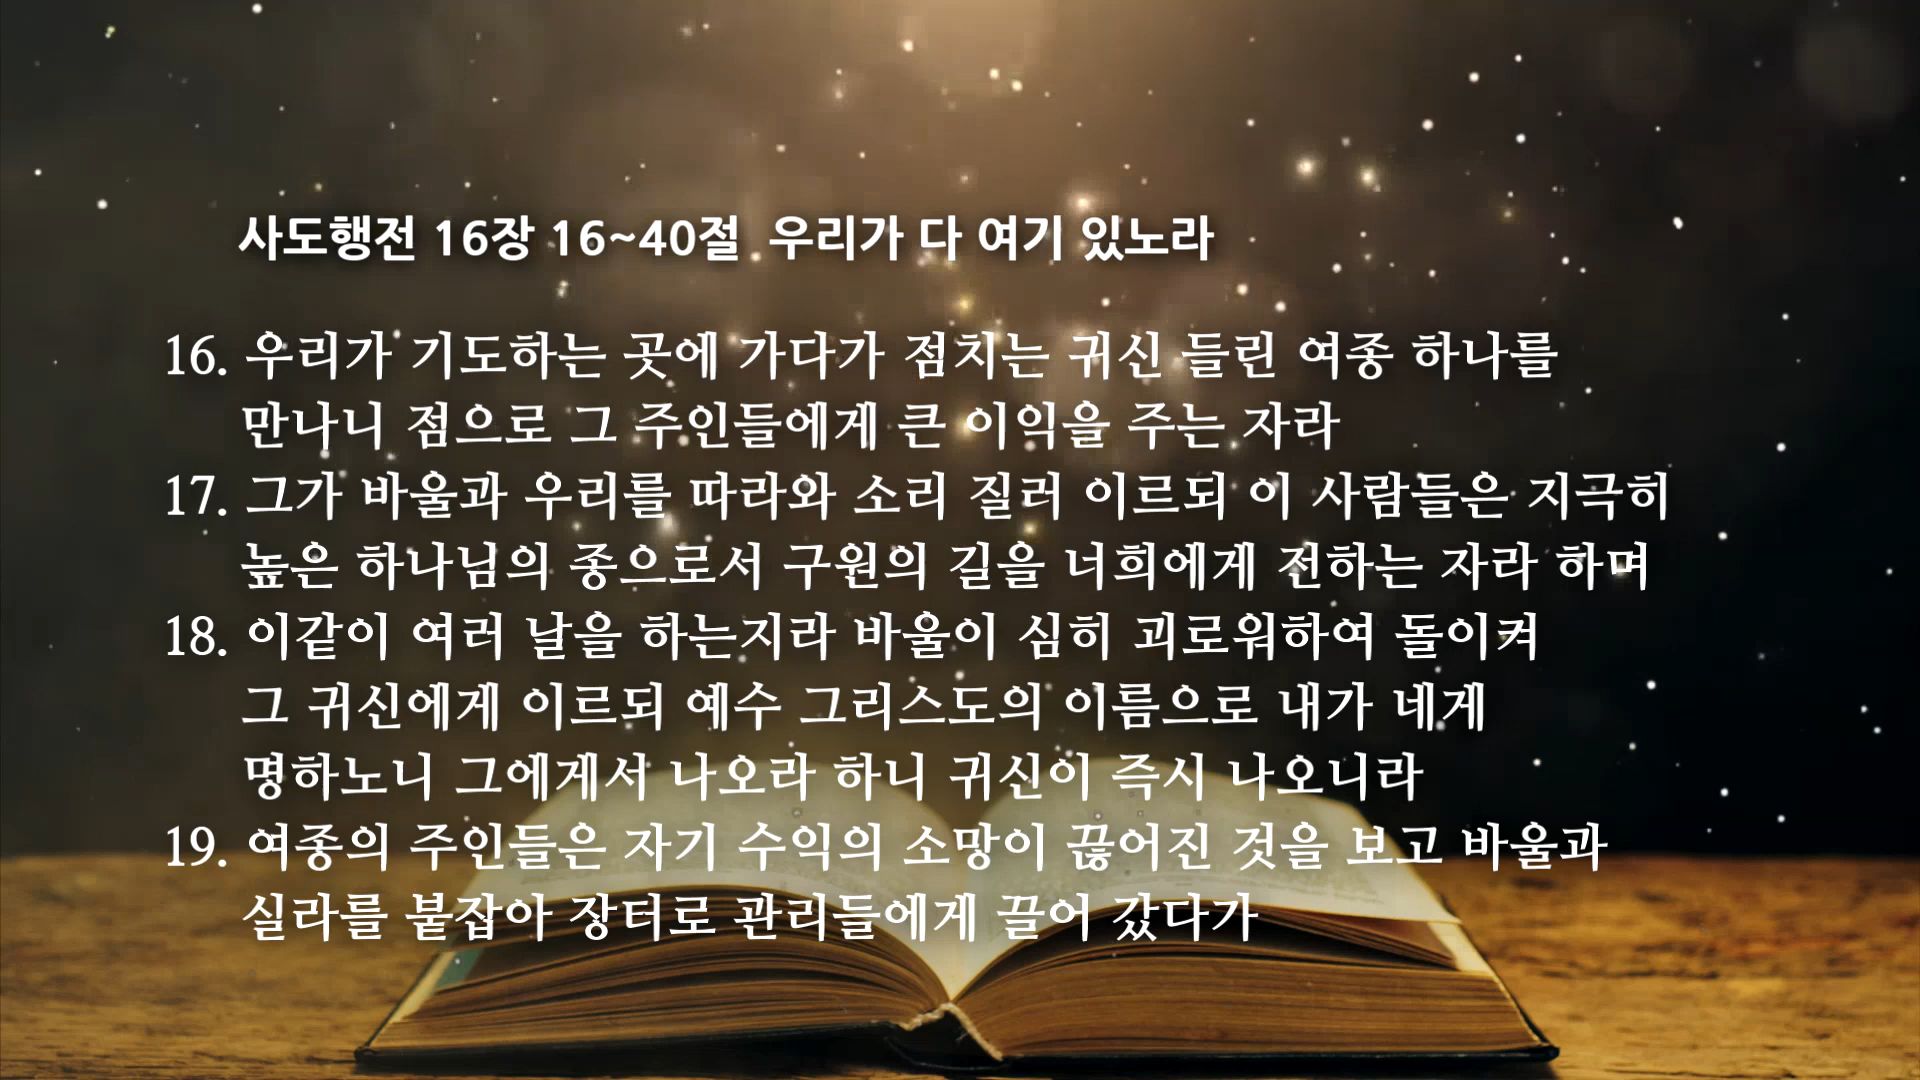 사도행전 16장 16~40절  우리가 다 여기 있노라
16. 우리가 기도하는 곳에 가다가 점치는 귀신 들린 여종 하나를
만나니 점으로 그 주인들에게 큰 이익을 주는 자라
17. 그가 바울과 우리를 따라와 소리 질러 이르되 이 사람들은 지극히
높은 하나님의 종으로서 구원의 길을 너희에게 전하는 자라 하며
18. 이같이 여러 날을 하는지라 바울이 심히 괴로워하여 돌이켜
그 귀신에게 이르되 예수 그리스도의 이름으로 내가 네게
명하노니 그에게서 나오라 하니 귀신이 즉시 나오니라
19. 여종의 주인들은 자기 수익의 소망이 끊어진 것을 보고 바울과
실라를 붙잡아 장터로 관리들에게 끌어 갔다가